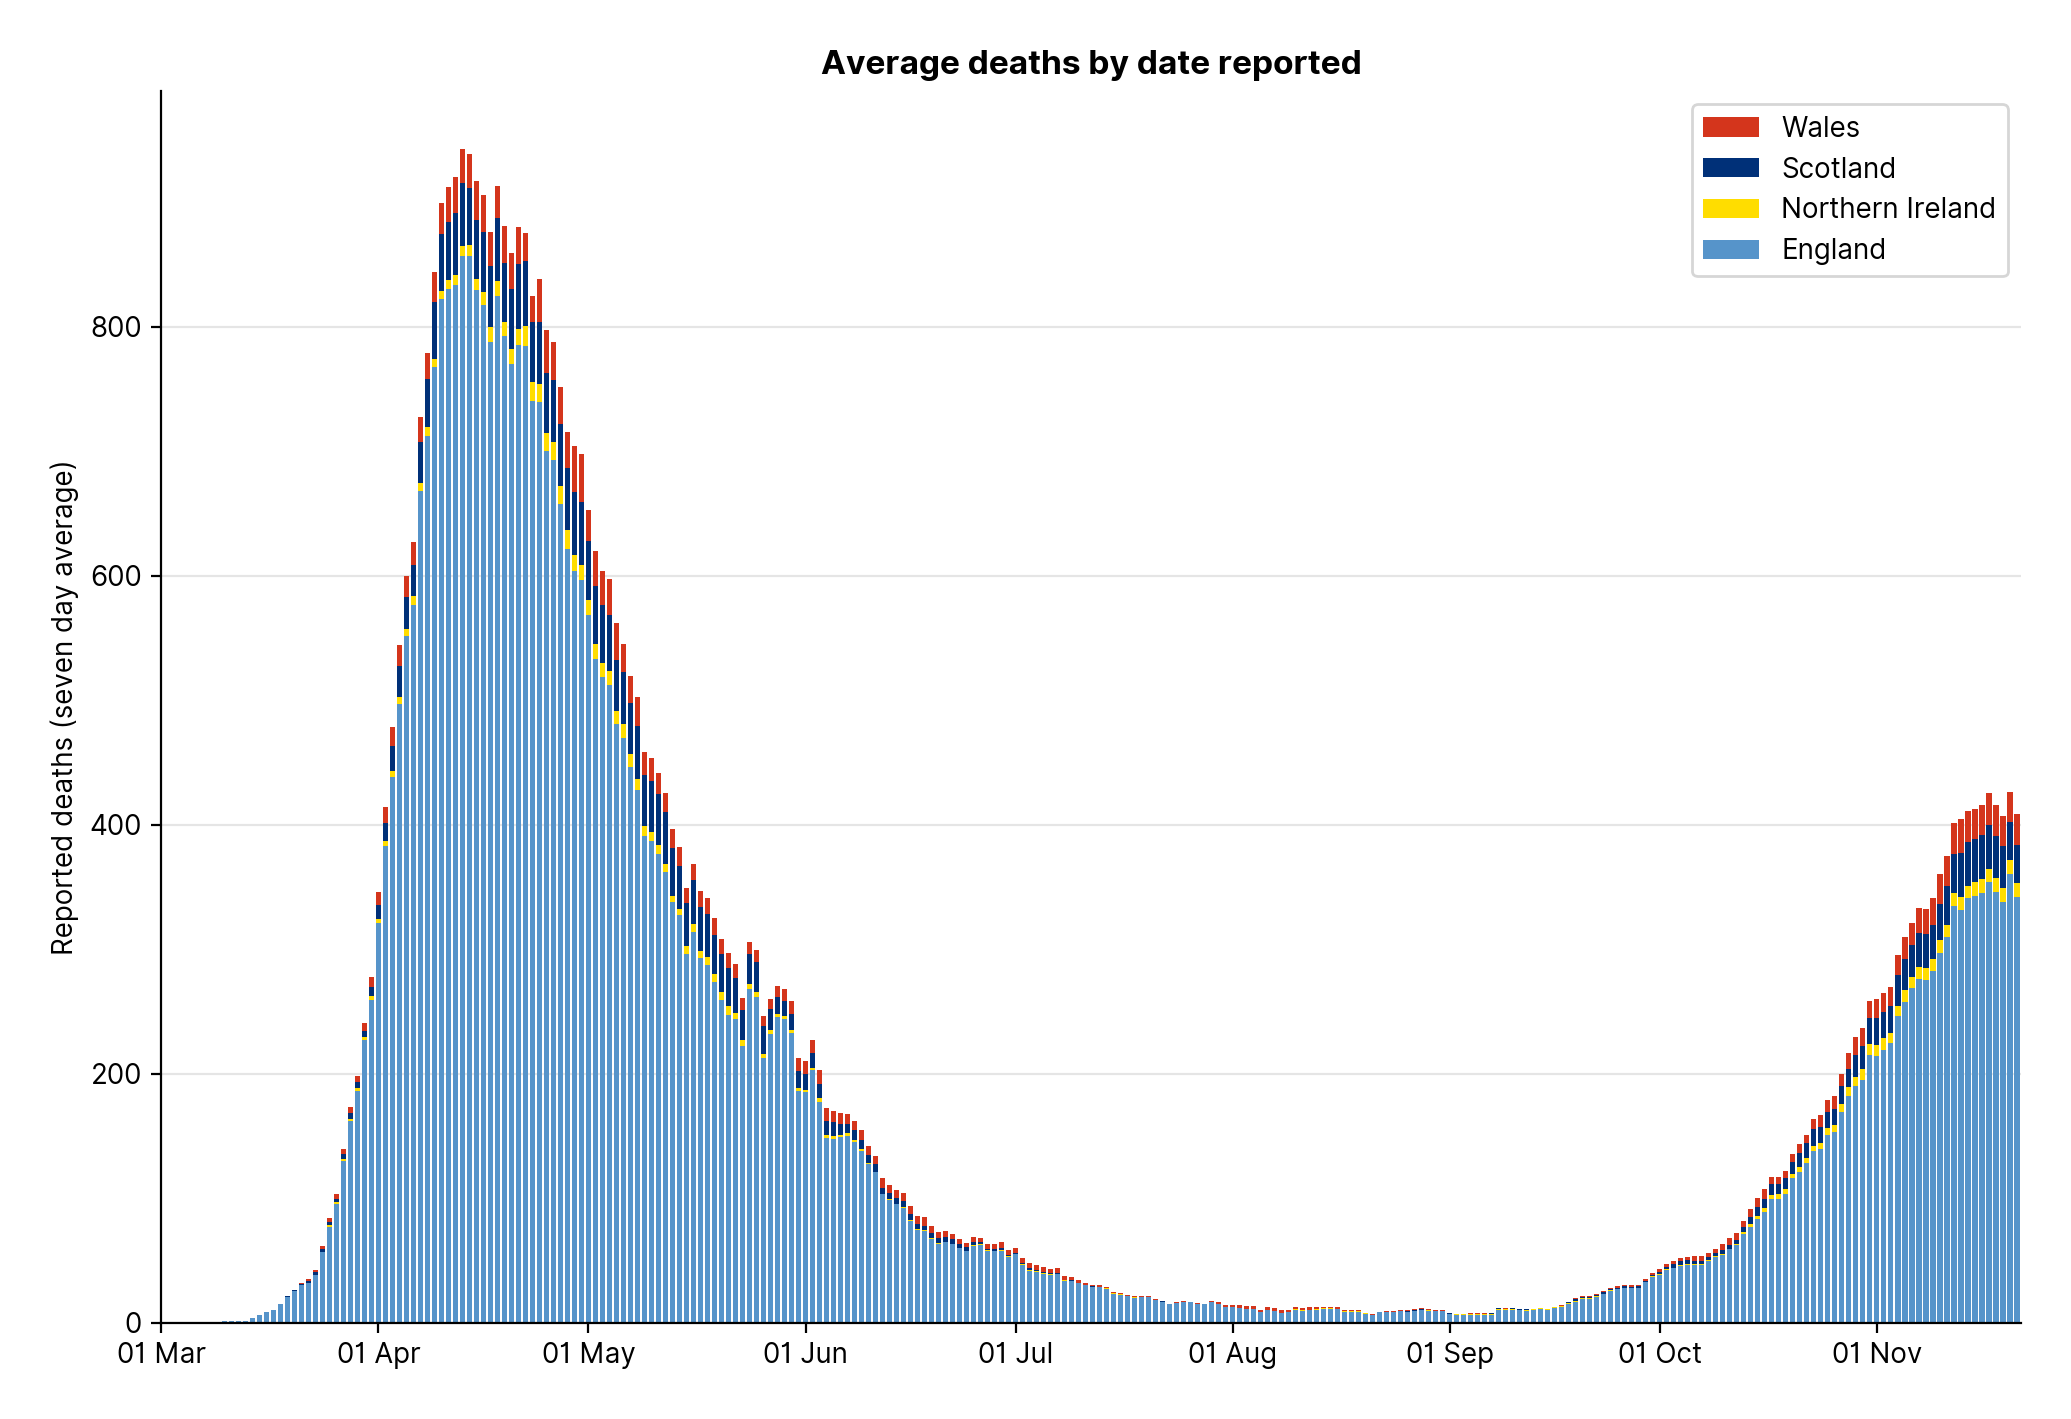 Average deaths by date reported
Wales
Scotland
Northern Ireland
England
Reported deaths (seven day average)
800
600
400
200
0
01 Mar
01 Apr
01 May
01 Jun
01 Jul
01 Aug
01 Sep
01 Oct
01 Nov